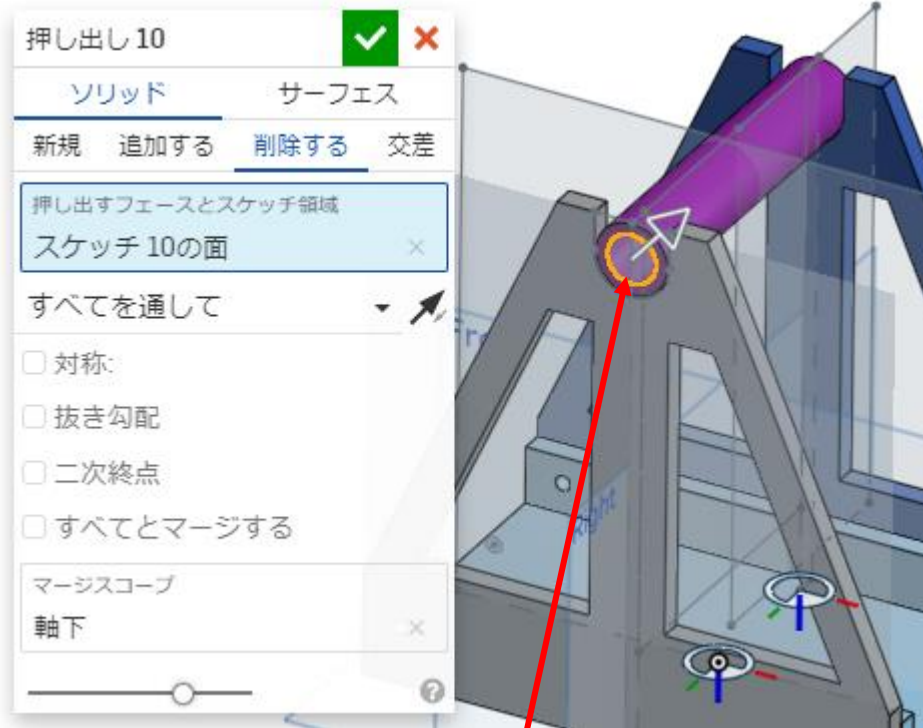 押し出し 10
ソリッド サーフェス
新規 追加する 削除する 交差
押し出すフェースとスケッチ領域
スケッチ 10の面
すべてを通して
対称:
抜き勾配
二次終点
すべてとマージする
マージスコープ
軸下
Right